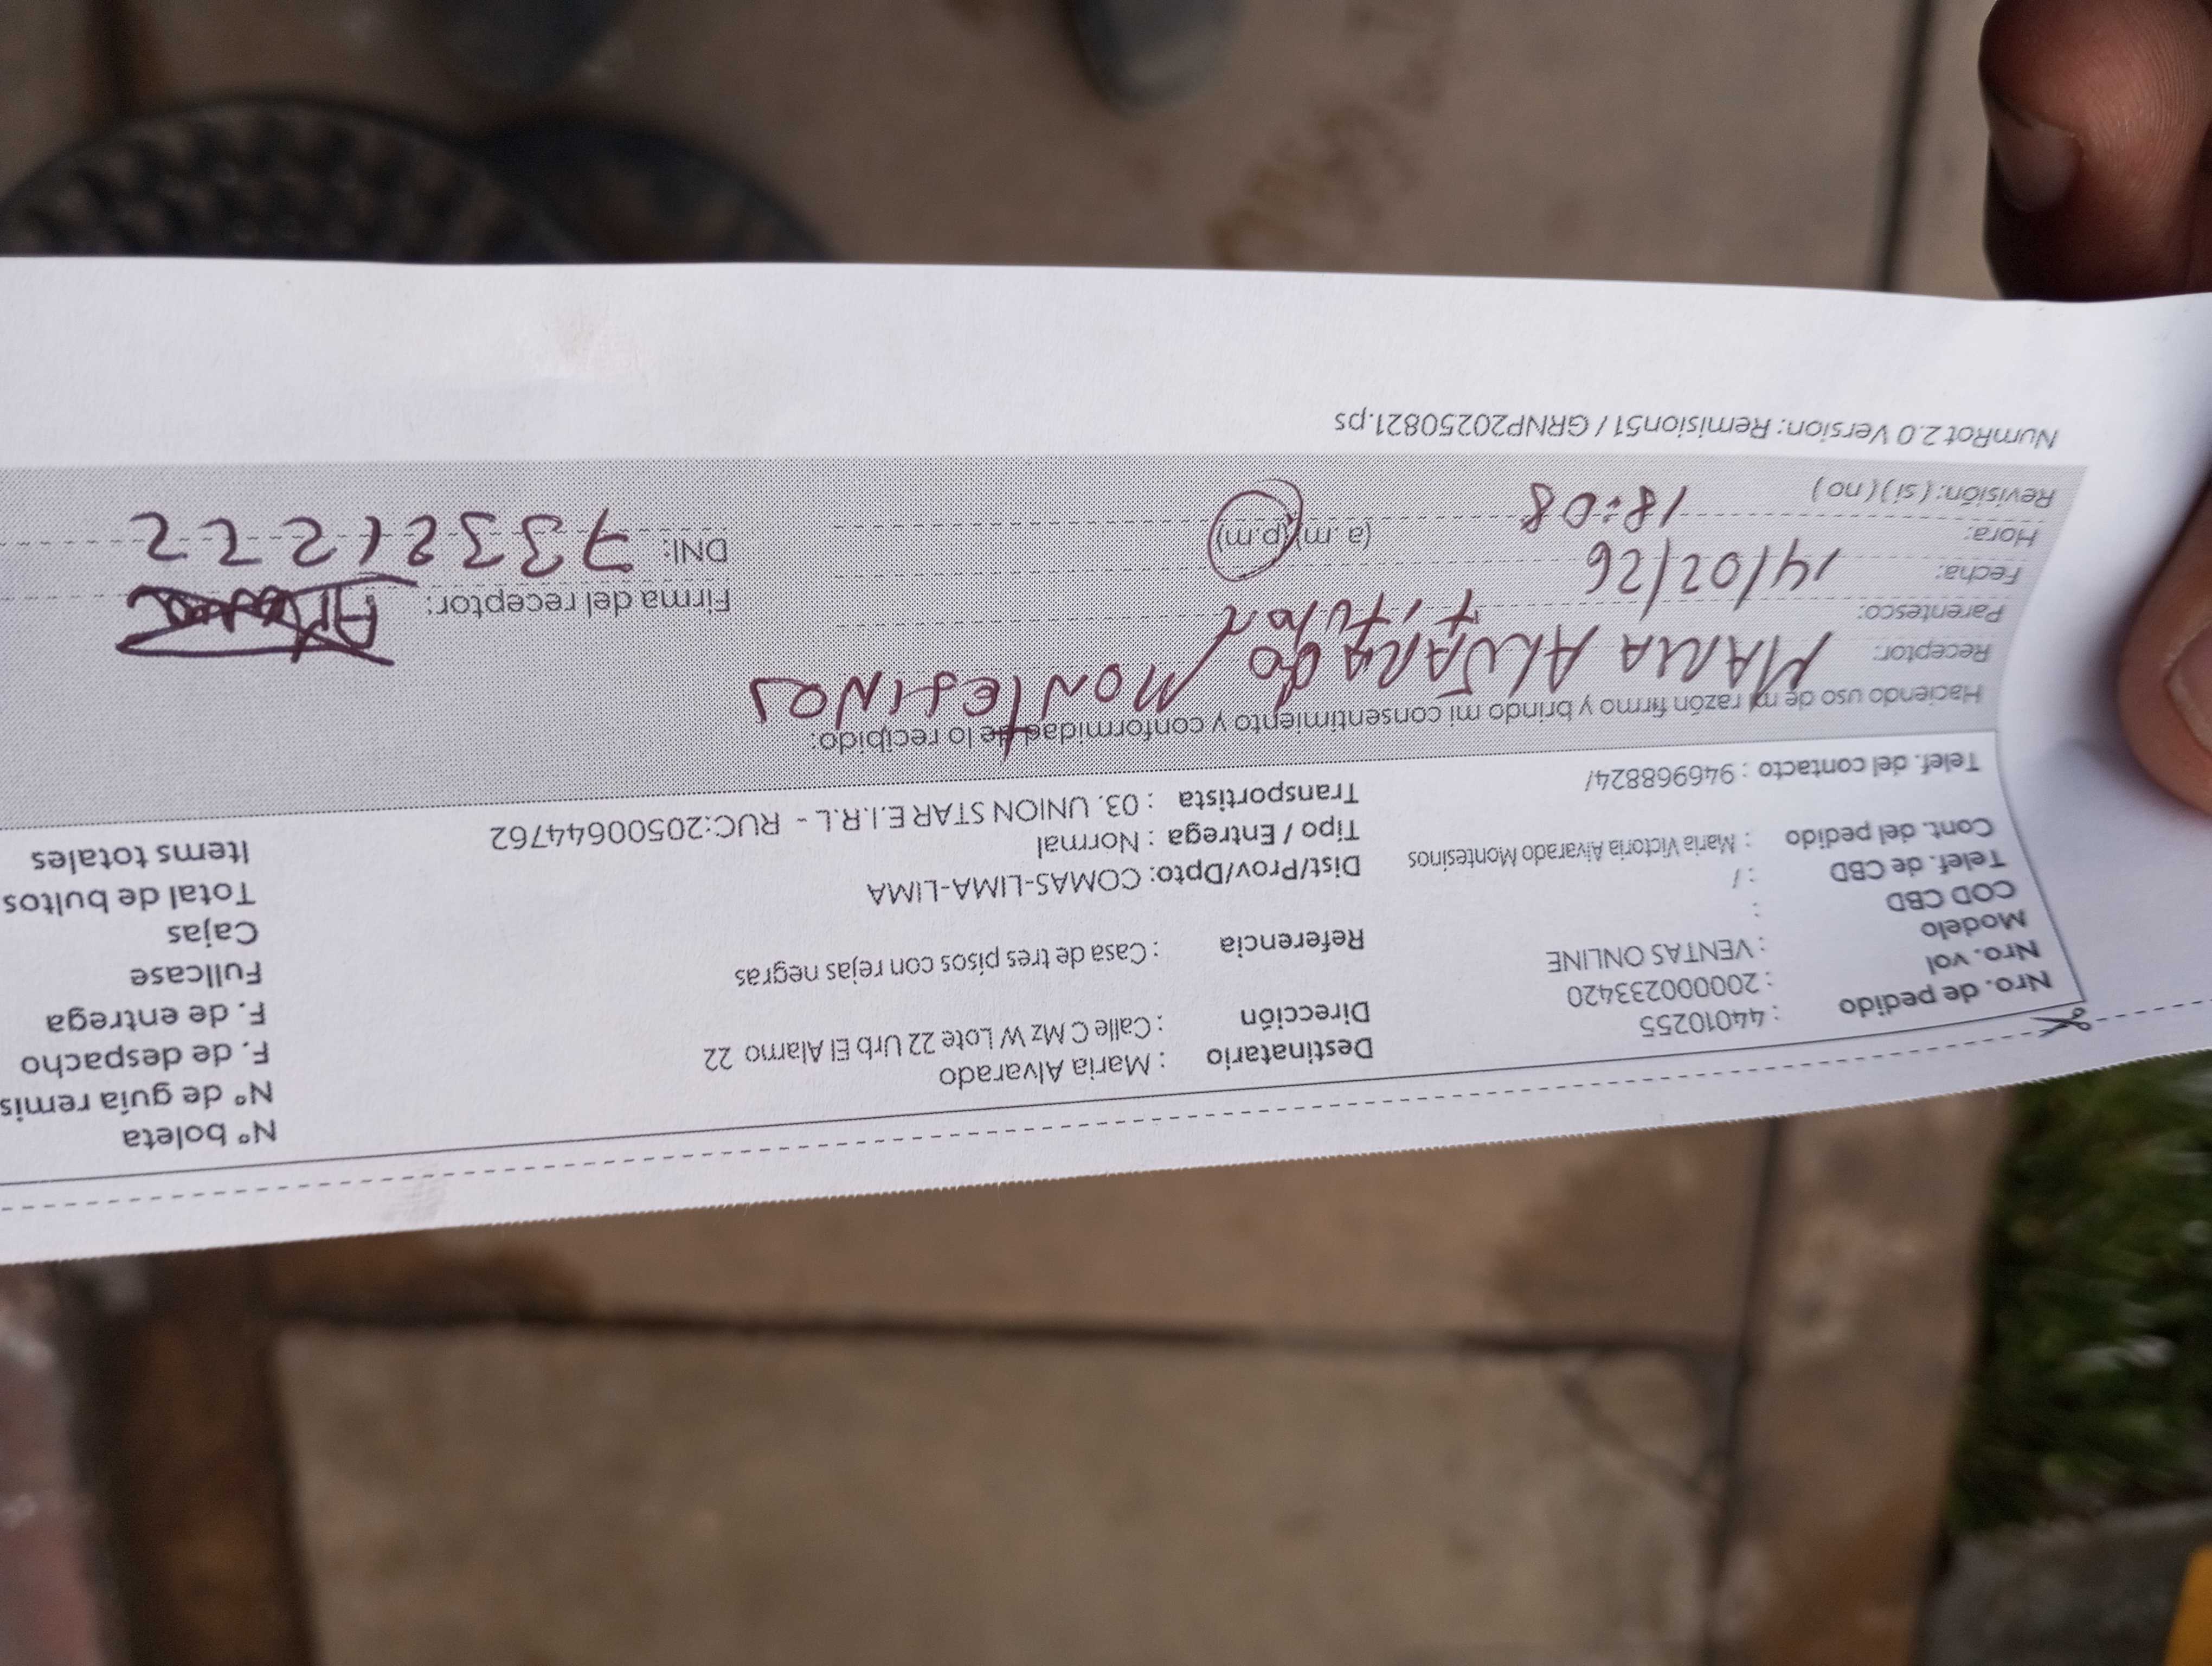 Nº boleta
Nº de guía remis
F. de despacho
F. de entrega
Fullcase
Cajas
Total de bultos
Items totales
Destinatario : Maria Alvarado
Dirección : Calle C Mz W Lote 22 Urb El Alamo 22
Referencia : Casa de tres pisos con rejas negras
Dist/Prov/Dpto: COMAS-LIMA-LIMA
Tipo / Entrega : Normal
Transportista : 03. UNION STAR E.I.R.L - RUC:20500644762
Nro. de pedido : 44010255
Nro. vol : 20000233420
Modelo : VENTAS ONLINE
COD CBD :
Telef. de CBD : /
Cont. del pedido : Maria Victoria Alvarado Montesinos
Telef. del contacto : 946968824/
Haciendo uso de mi razón firmo y brindo mi consentimiento y conformidad de lo recibido:
Receptor: MARIA ALVARADO MONTESINOS
Parentesco: Titular
Fecha: 14/02/26
Hora: 18:08 (a.m) (p.m)
Revisión: (si) (no)
Firma del receptor:
DNI: 73321222
NumRot 2.0 Version: Remision51 / GRNP20250821.ps